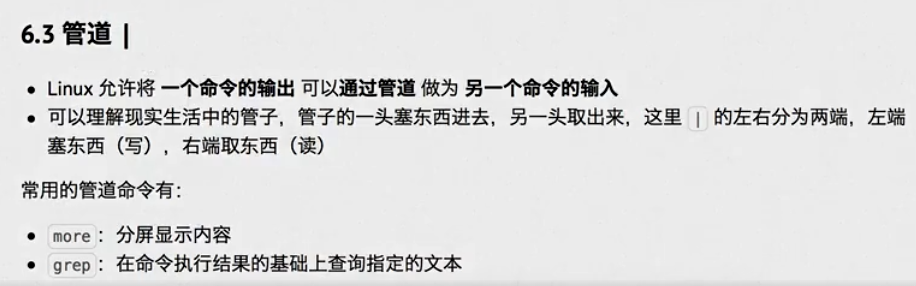 6.3 管道 |
• Linux 允许将 一个命令的输出 可以通过管道 做为 另一个命令的输入
• 可以理解现实生活中的管子，管子的一头塞东西进去，另一头取出来，这里 | 的左右分为两端，左端
塞东西（写），右端取东西（读）
常用的管道命令有：
• more：分屏显示内容
• grep：在命令执行结果的基础上查询指定的文本